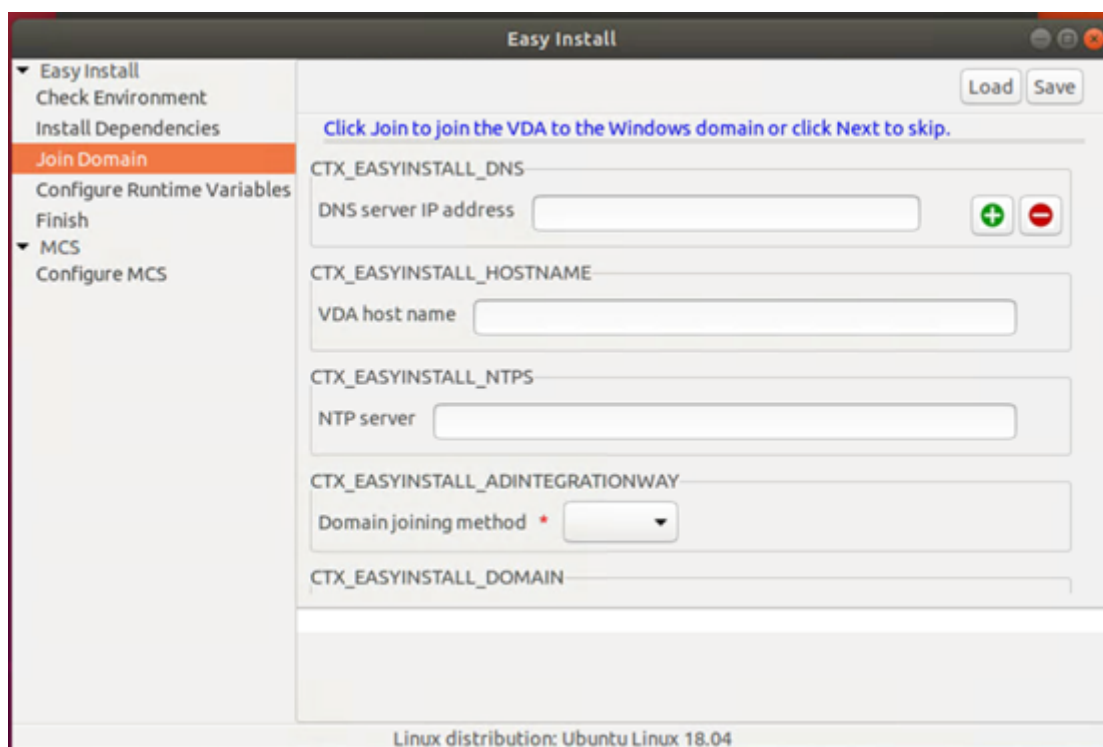 Easy Install
Easy Install
Check Environment
Install Dependencies
Join Domain
Configure Runtime Variables
Finish
MCS
Configure MCS
Load Save
Click Join to join the VDA to the Windows domain or click Next to skip.
CTX_EASYINSTALL_DNS
DNS server IP address
CTX_EASYINSTALL_HOSTNAME
VDA host name
CTX_EASYINSTALL_NTPS
NTP server
CTX_EASYINSTALL_ADINTEGRATIONWAY
Domain joining method *
CTX_EASYINSTALL_DOMAIN
Linux distribution: Ubuntu Linux 18.04